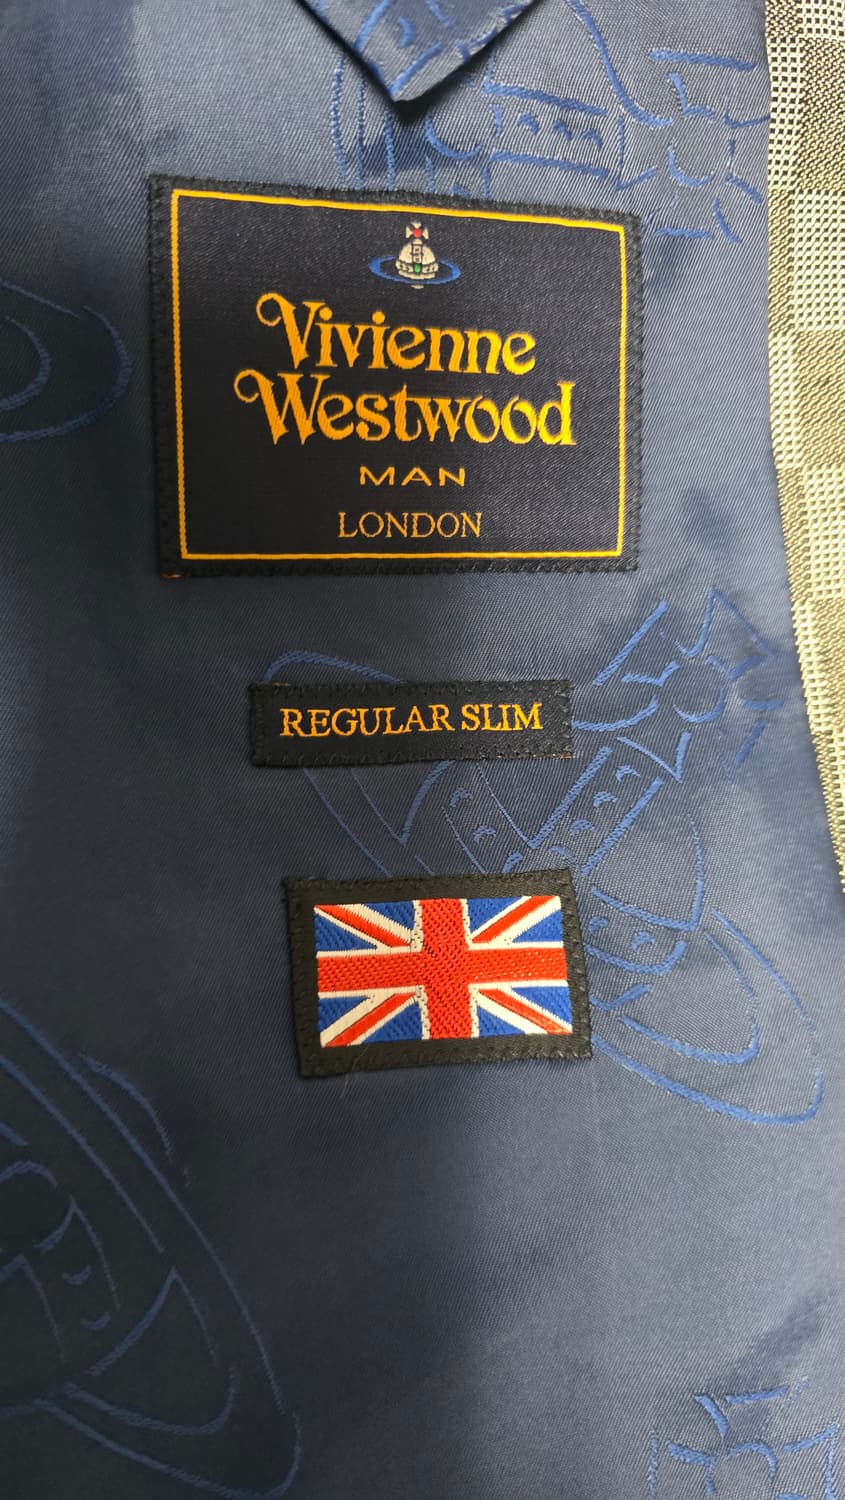 Vivienne
Westwood
MAN
LONDON
REGULAR SLIM